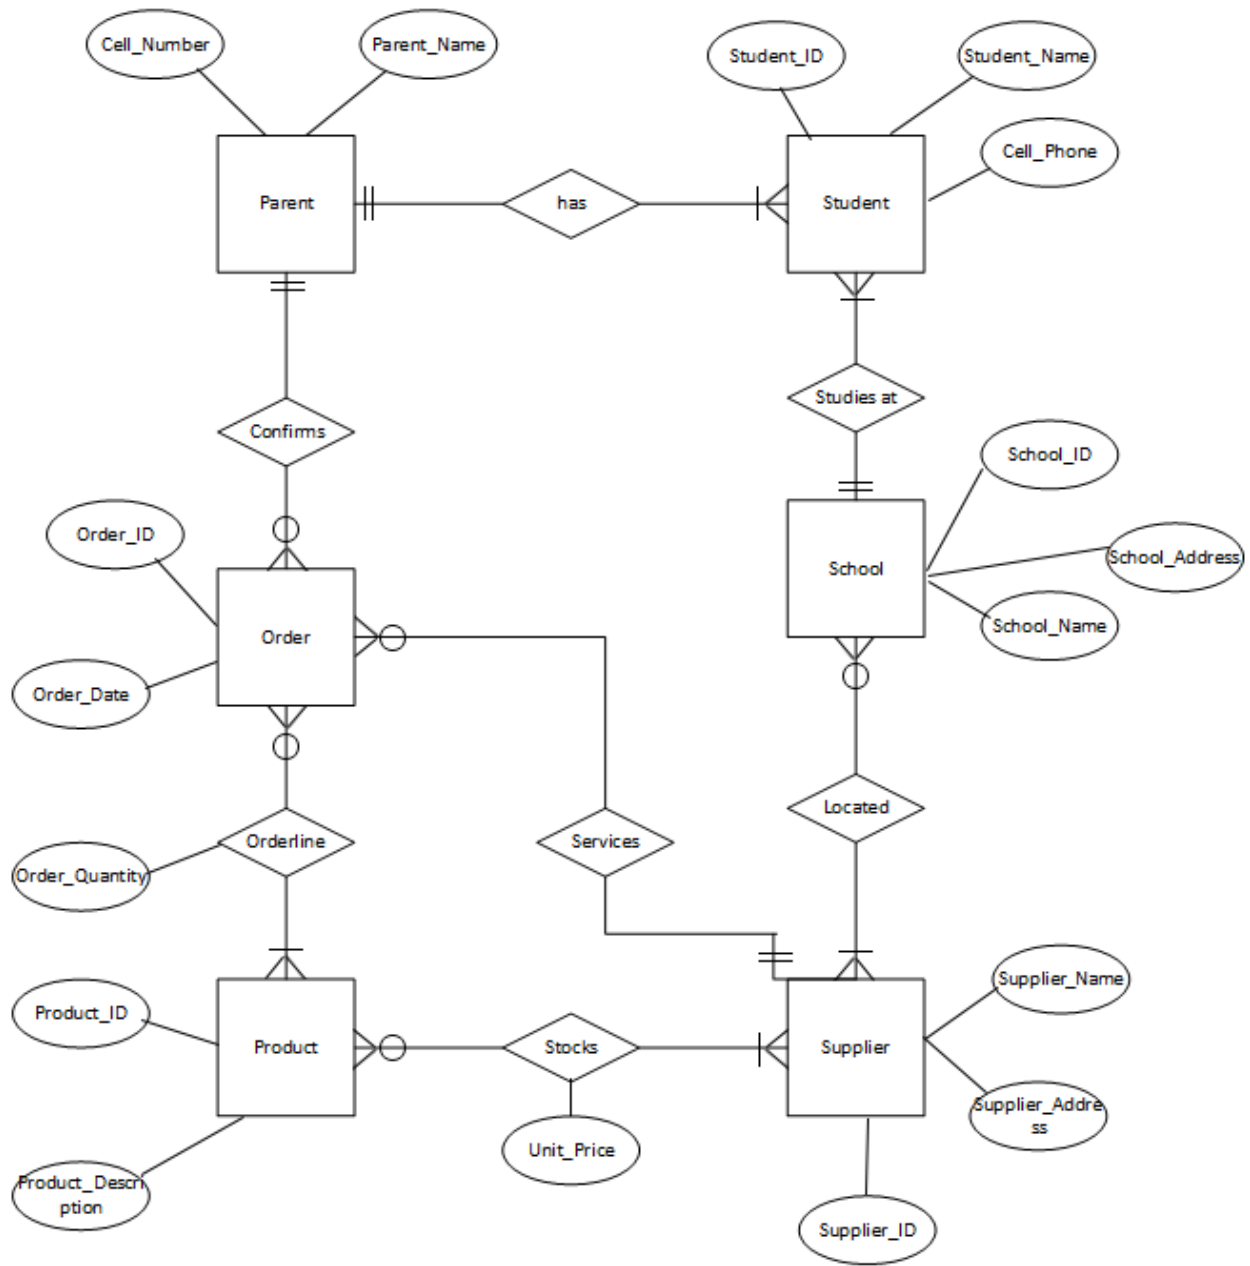 Cell_Number
Parent_Name
Student_ID
Student_Name
Cell_Phone
Parent
has
Student
Studies at
Confirms
School_ID
Order_ID
School_Address
School
School_Name
Order
Order_Date
Located
Orderline
Services
Order_Quantity
Supplier_Name
Product_ID
Product
Stocks
Supplier
Supplier_Addre
ss
Unit_Price
Product_Descri
ption
Supplier_ID